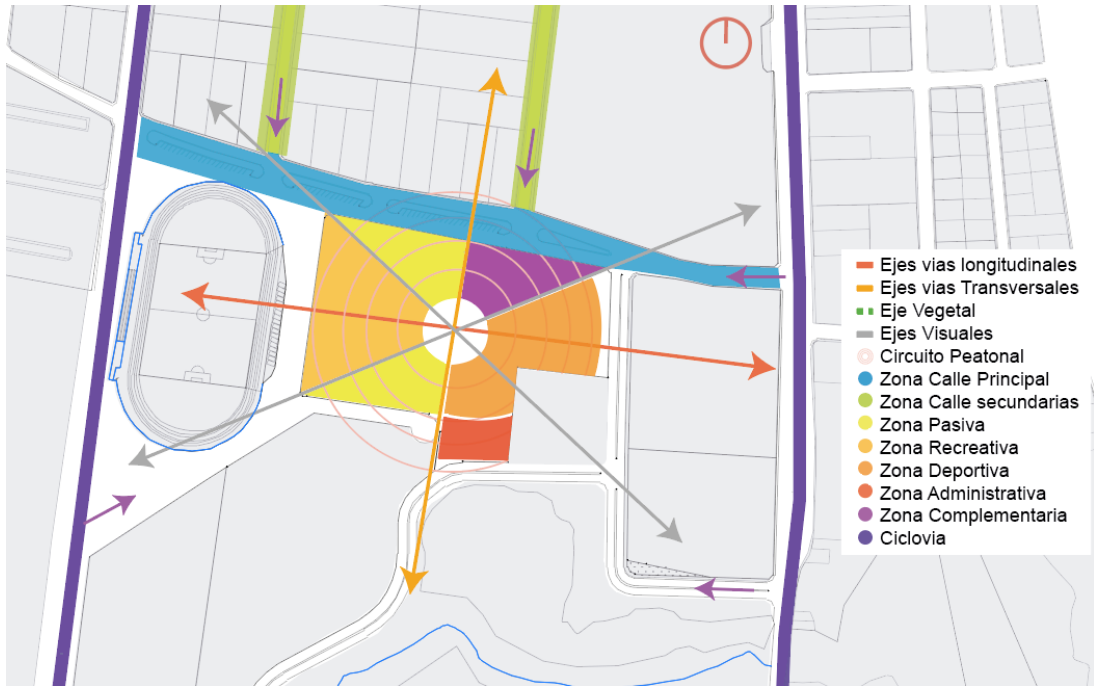 Ejes vias longitudinales
Ejes vias Transversales
Eje Vegetal
Ejes Visuales
Circuito Peatonal
Zona Calle Principal
Zona Calle secundarias
Zona Pasiva
Zona Recreativa
Zona Deportiva
Zona Administrativa
Zona Complementaria
Ciclovia